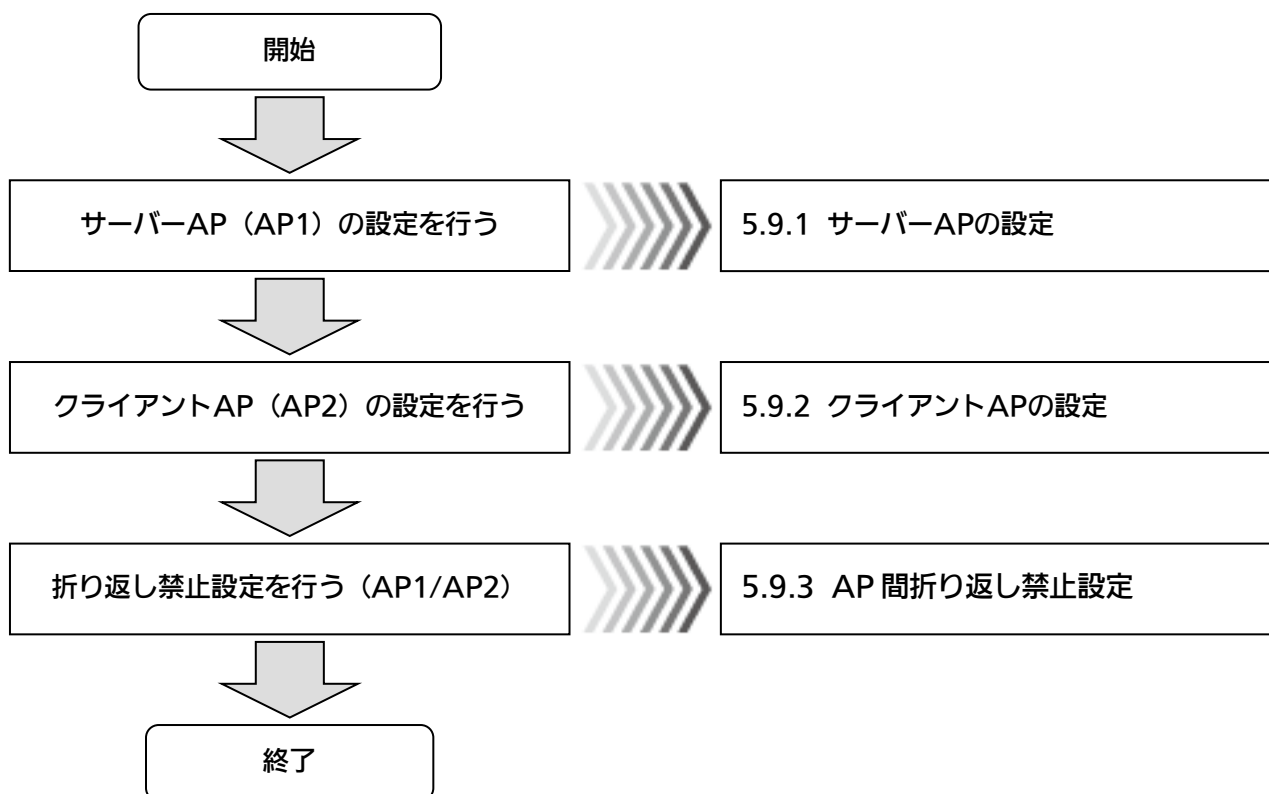 開始
サーバーAP（AP1）の設定を行う
5.9.1 サーバーAPの設定
クライアントAP（AP2）の設定を行う
5.9.2 クライアントAPの設定
折り返し禁止設定を行う（AP1/AP2）
5.9.3 AP間折り返し禁止設定
終了